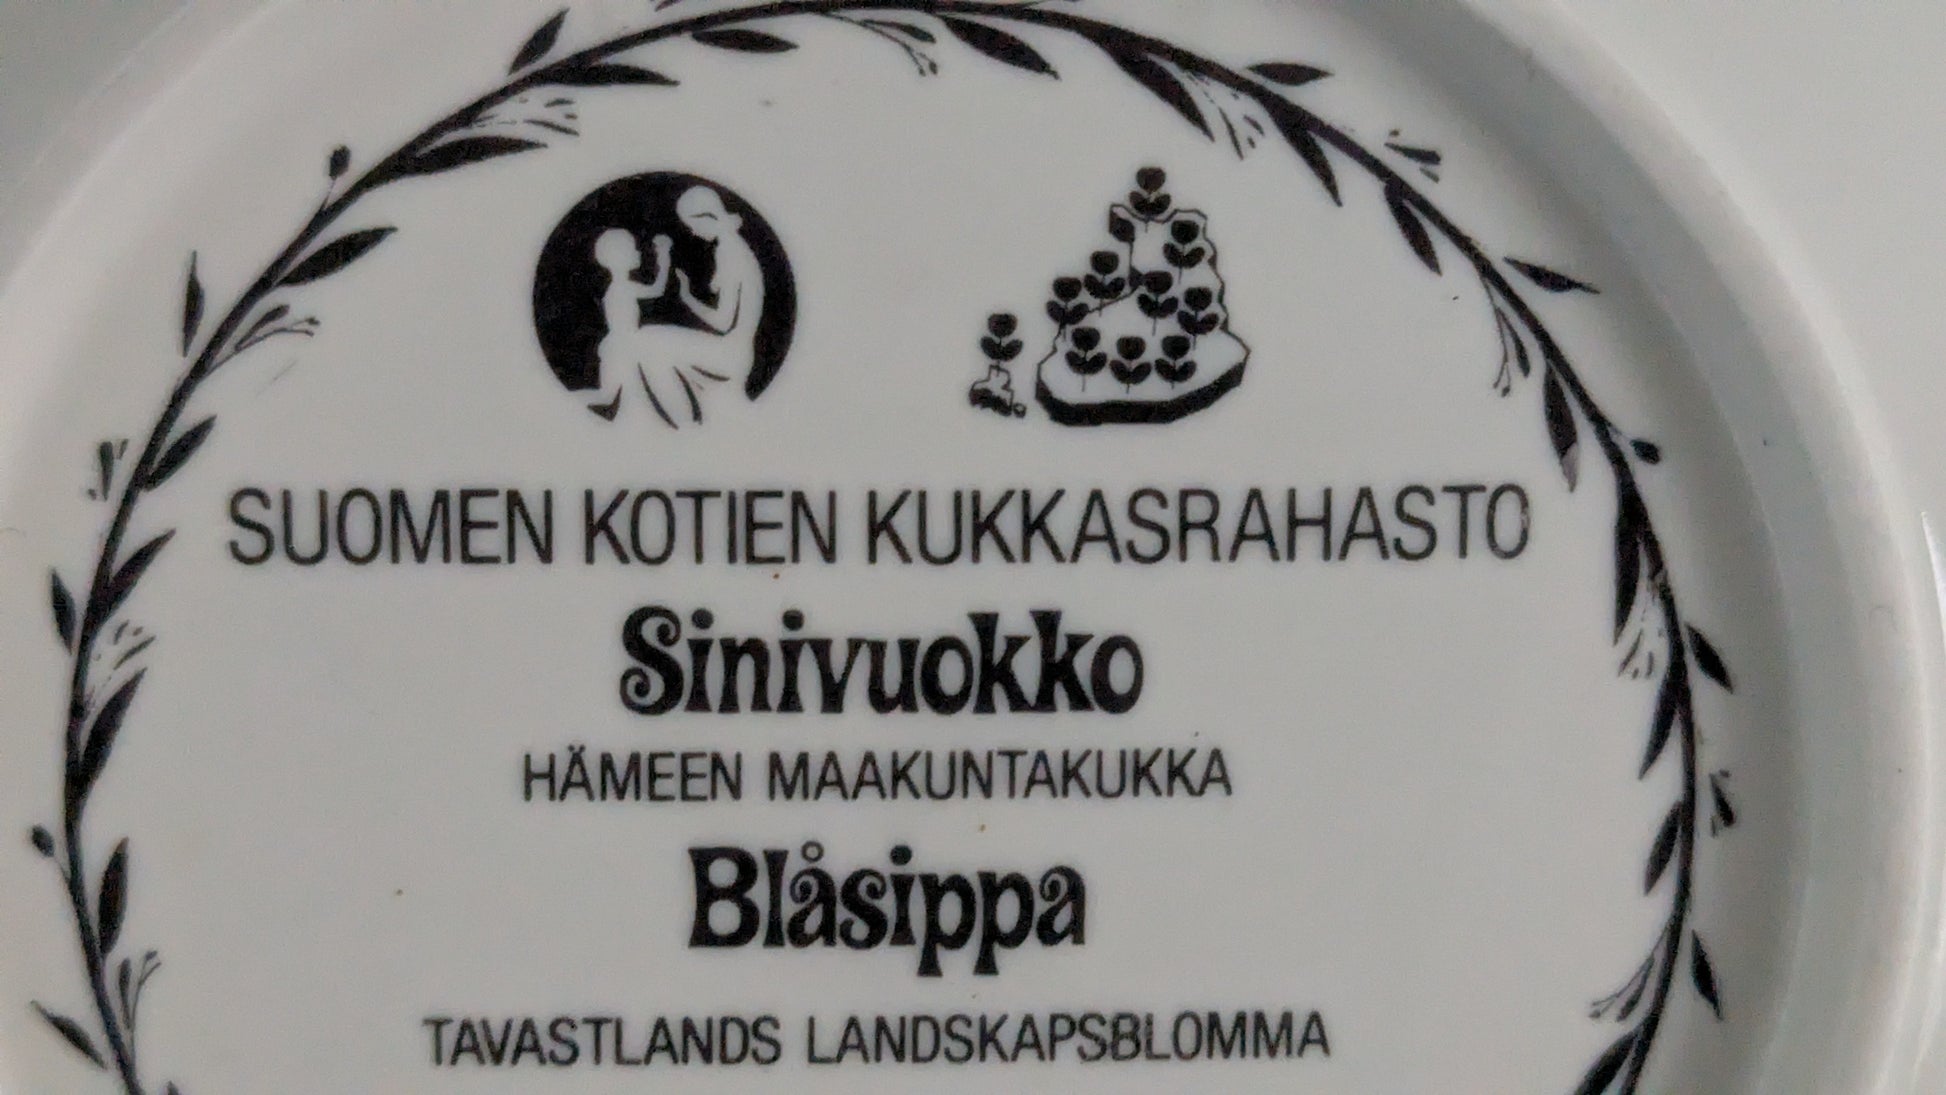 SUOMEN KOTIEN KUKKASRAHASTO
Sinivuokko
HÄMEEN MAAKUNTAKUKKA
Blåsippa
TAVASTLANDS LANDSKAPSBLOMMA